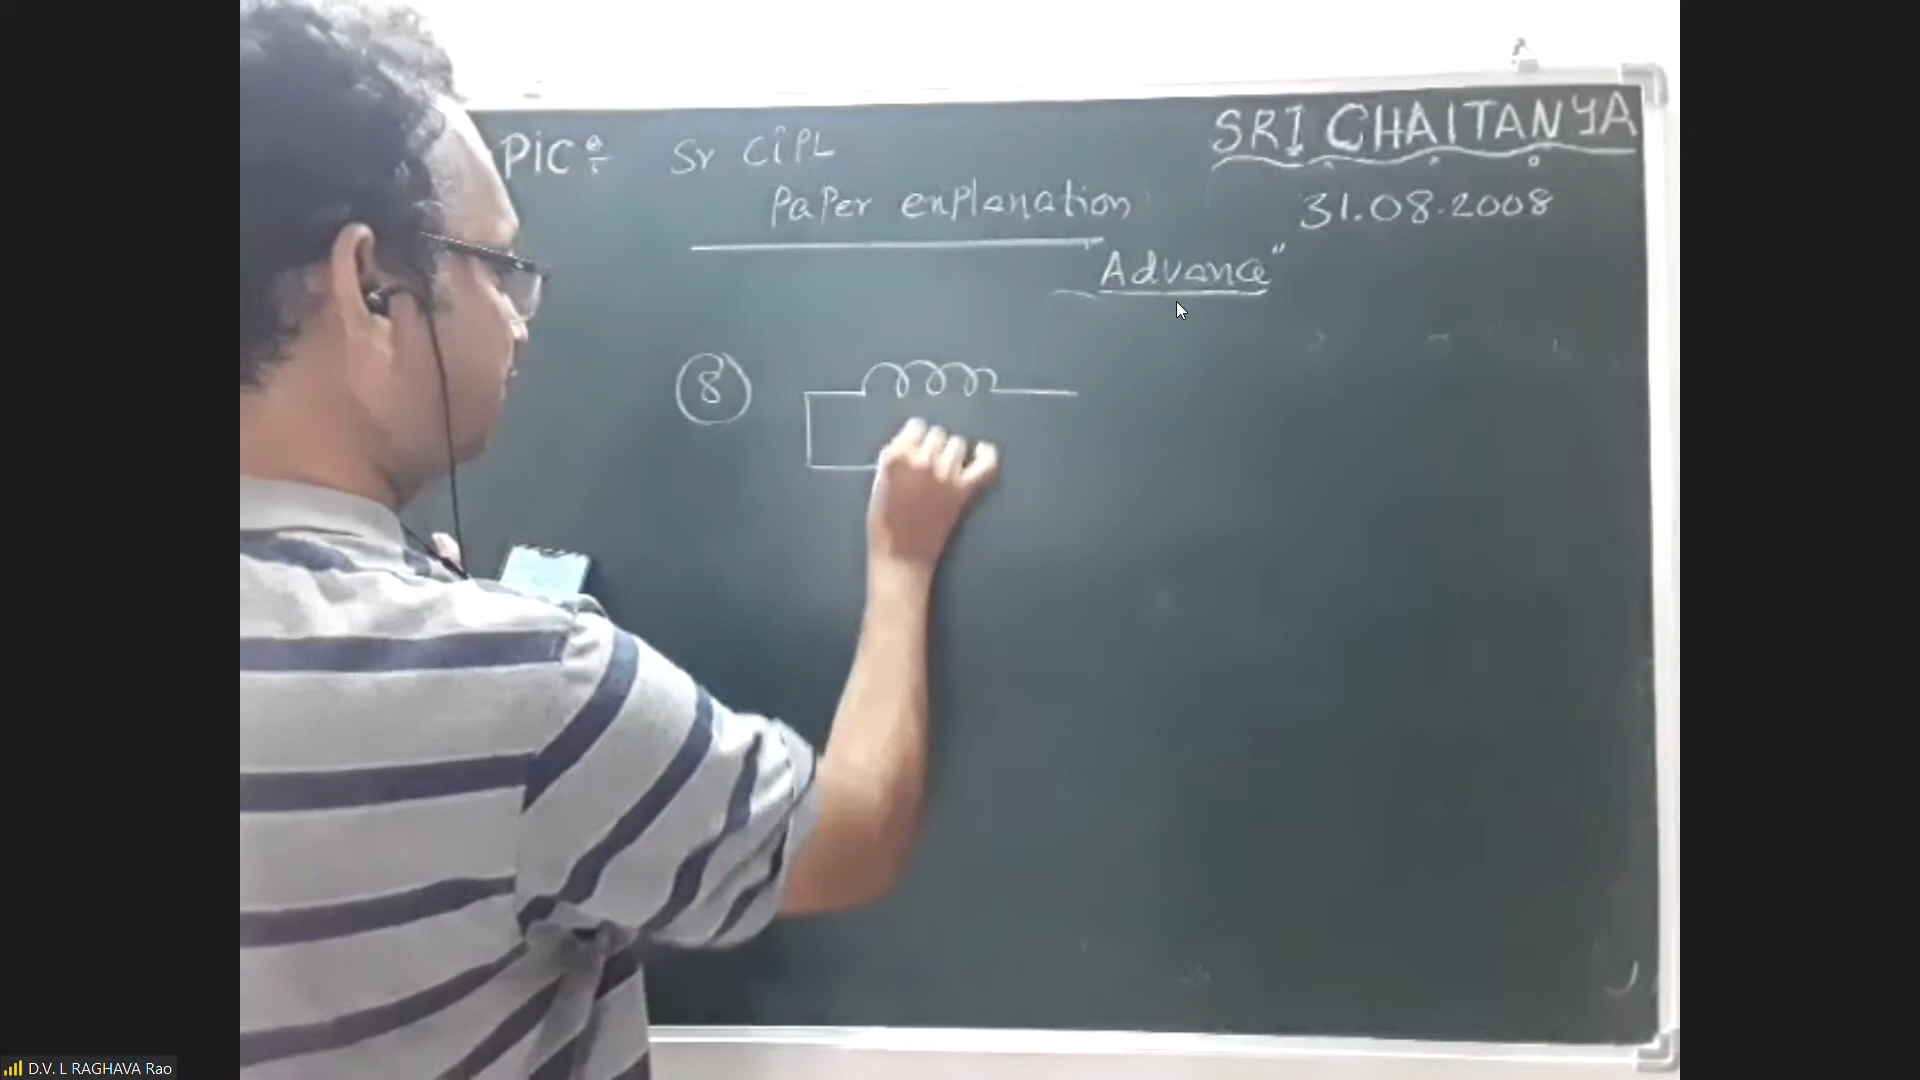 PiC:- Sr CiPL
SRI CHAITANYA
Paper explanation
31.08.2008
"Advance"
8
D.V. L RAGHAVA Rao